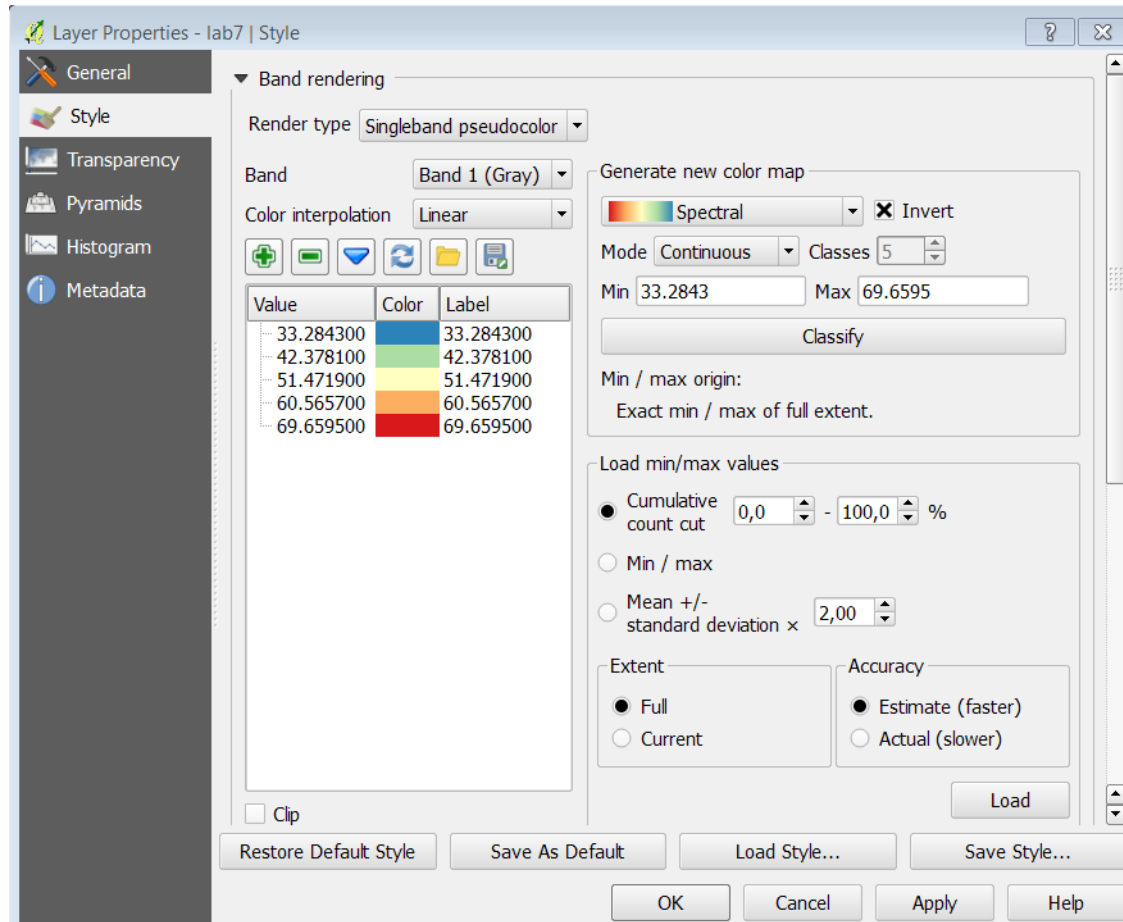 Layer Properties - lab7 | Style
General
Style
Transparency
Pyramids
Histogram
Metadata
Band rendering
Render type Singleband pseudocolor
Band Band 1 (Gray)
Color interpolation Linear
Value Color Label
33.284300 33.284300
42.378100 42.378100
51.471900 51.471900
60.565700 60.565700
69.659500 69.659500
Clip
Generate new color map
Spectral Invert
Mode Continuous Classes 5
Min 33.2843 Max 69.6595
Classify
Min / max origin:
Exact min / max of full extent.
Load min/max values
Cumulative
count cut 0,0 - 100,0 %
Min / max
Mean +/-
standard deviation × 2,00
Extent
Full
Current
Accuracy
Estimate (faster)
Actual (slower)
Load
Restore Default Style Save As Default Load Style... Save Style...
OK Cancel Apply Help